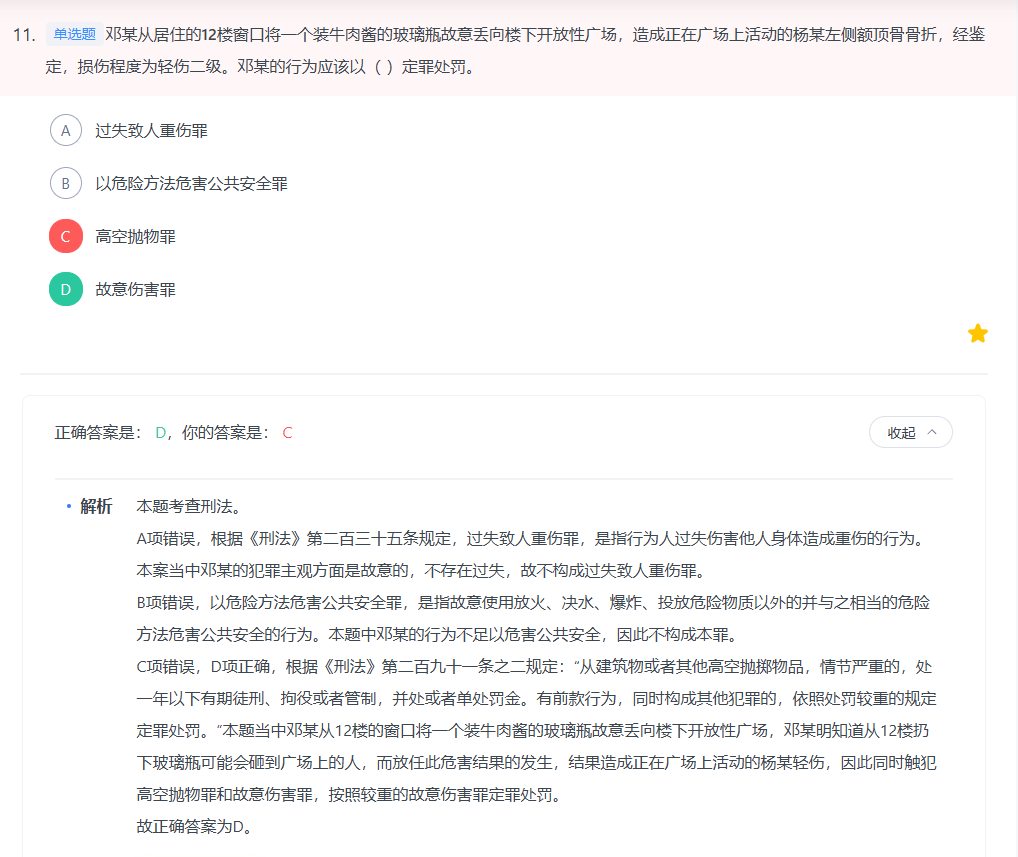 11. 单选题 邓某从居住的12楼窗口将一个装牛肉酱的玻璃瓶故意丢向楼下开放性广场，造成正在广场上活动的杨某左侧额顶骨骨折，经鉴
定，损伤程度为轻伤二级。邓某的行为应该以（ ）定罪处罚。
A 过失致人重伤罪
B 以危险方法危害公共安全罪
C 高空抛物罪
D 故意伤害罪
正确答案是： D，你的答案是： C 收起
• 解析 本题考查刑法。
A项错误，根据《刑法》第二百三十五条规定，过失致人重伤罪，是指行为人过失伤害他人身体造成重伤的行为。
本案当中邓某的犯罪主观方面是故意的，不存在过失，故不构成过失致人重伤罪。
B项错误，以危险方法危害公共安全罪，是指故意使用放火、决水、爆炸、投放危险物质以外的并与之相当的危险
方法危害公共安全的行为。本题中邓某的行为不足以危害公共安全，因此不构成本罪。
C项错误，D项正确，根据《刑法》第二百九十一条之二规定：“从建筑物或者其他高空抛掷物品，情节严重的，处
一年以下有期徒刑、拘役或者管制，并处或者单处罚金。有前款行为，同时构成其他犯罪的，依照处罚较重的规定
定罪处罚。“本题当中邓某从12楼的窗口将一个装牛肉酱的玻璃瓶故意丢向楼下开放性广场，邓某明知道从12楼扔
下玻璃瓶可能会砸到广场上的人，而放任此危害结果的发生，结果造成正在广场上活动的杨某轻伤，因此同时触犯
高空抛物罪和故意伤害罪，按照较重的故意伤害罪定罪处罚。
故正确答案为D。